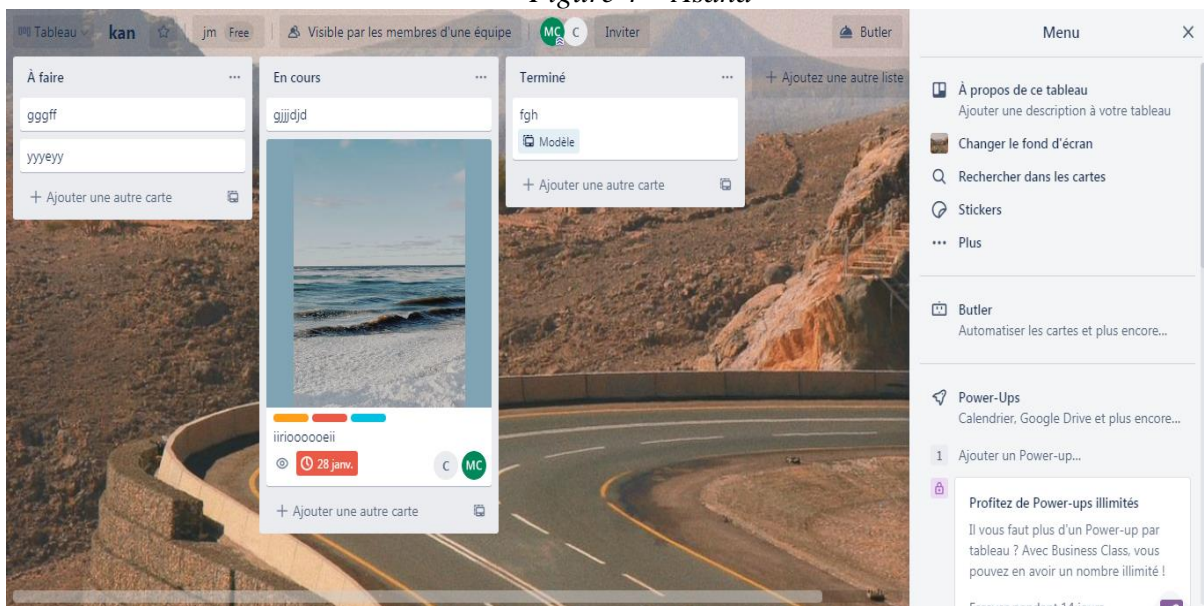 Tableau
kan
jm Free
Visible par les membres d'une équipe
MC C
Inviter
Butler
Menu
À faire
gggff
yyyeyy
+ Ajouter une autre carte
En cours
gjjjdjd
iirioooooeii
28 janv.
C MC
+ Ajouter une autre carte
Terminé
fgh
Modèle
+ Ajouter une autre carte
+ Ajoutez une autre liste
À propos de ce tableau
Ajouter une description à votre tableau
Changer le fond d'écran
Rechercher dans les cartes
Stickers
Plus
Butler
Automatiser les cartes et plus encore...
Power-Ups
Calendrier, Google Drive et plus encore...
1 Ajouter un Power-up...
Profitez de Power-ups illimités
Il vous faut plus d'un Power-up par
tableau ? Avec Business Class, vous
pouvez en avoir un nombre illimité !